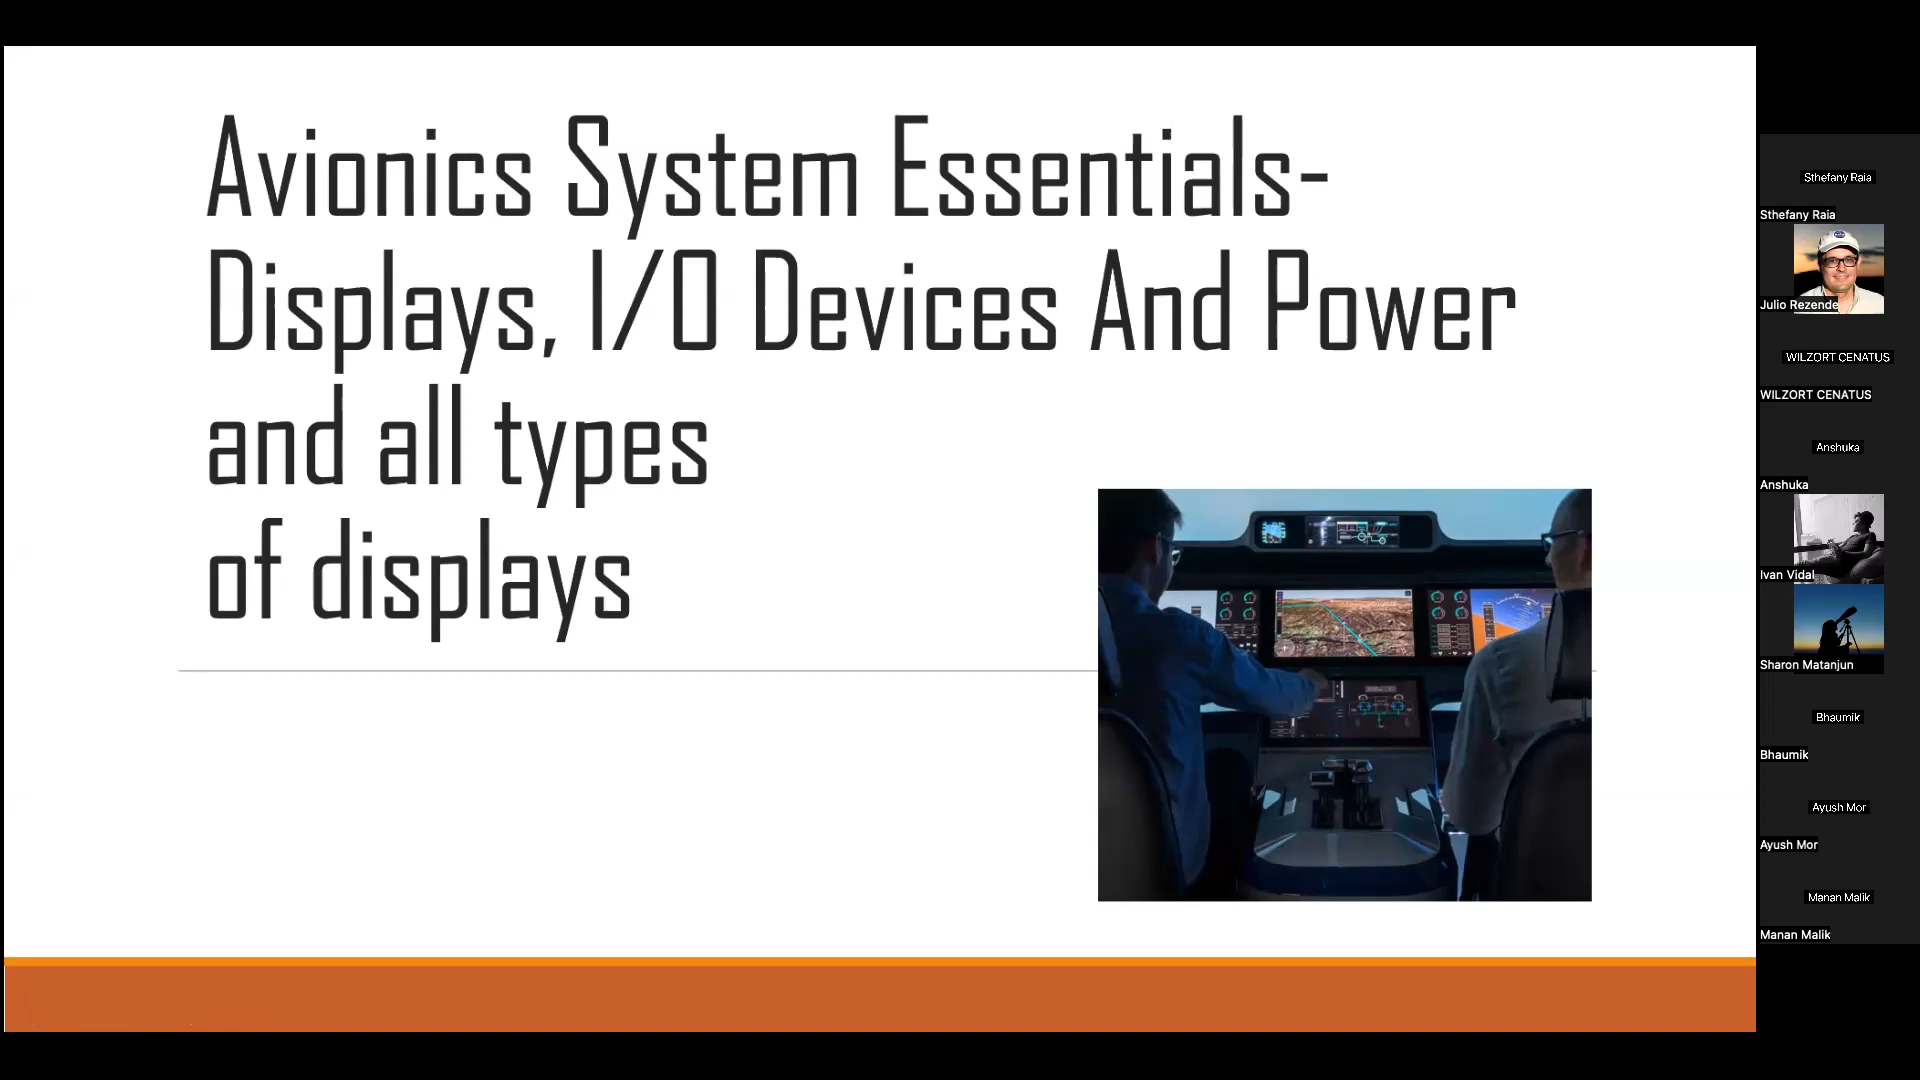 Avionics System Essentials-
Displays, I/O Devices And Power
and all types
of displays
Sthefany Raia
Sthefany Raia
Julio Rezende
WILZORT CENATUS
WILZORT CENATUS
Anshuka
Anshuka
Ivan Vidal
Sharon Matanjun
Bhaumik
Bhaumik
Ayush Mor
Ayush Mor
Manan Malik
Manan Malik